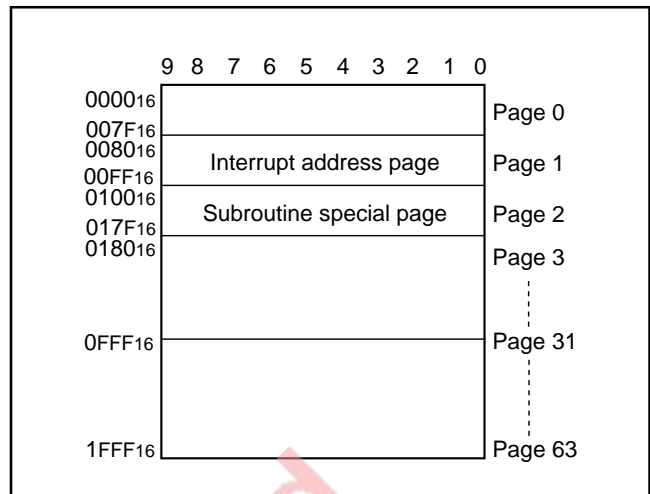 9 8 7 6 5 4 3 2 1 0
000016
Page 0
007F16
008016
Interrupt address page
Page 1
00FF16
010016
Subroutine special page
Page 2
017F16
018016
Page 3
0FFF16
Page 31
1FFF16
Page 63